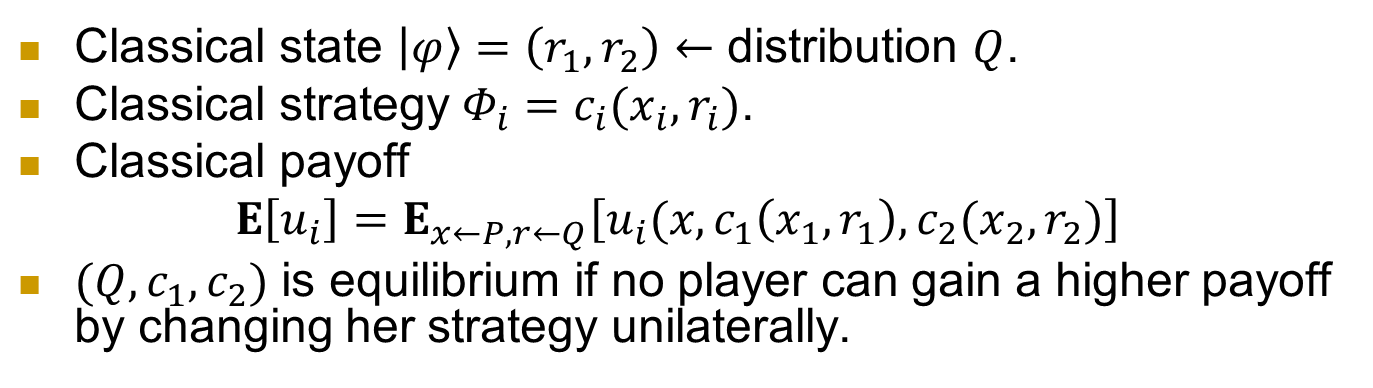 ■ Classical state |φ⟩ = (r₁, r₂) ← distribution Q.
■ Classical strategy Φᵢ = cᵢ(xᵢ, rᵢ).
■ Classical payoff
𝐄[uᵢ] = 𝐄ₓ←P,r←Q[uᵢ(x, c₁(x₁, r₁), c₂(x₂, r₂)]
■ (Q, c₁, c₂) is equilibrium if no player can gain a higher payoff
by changing her strategy unilaterally.